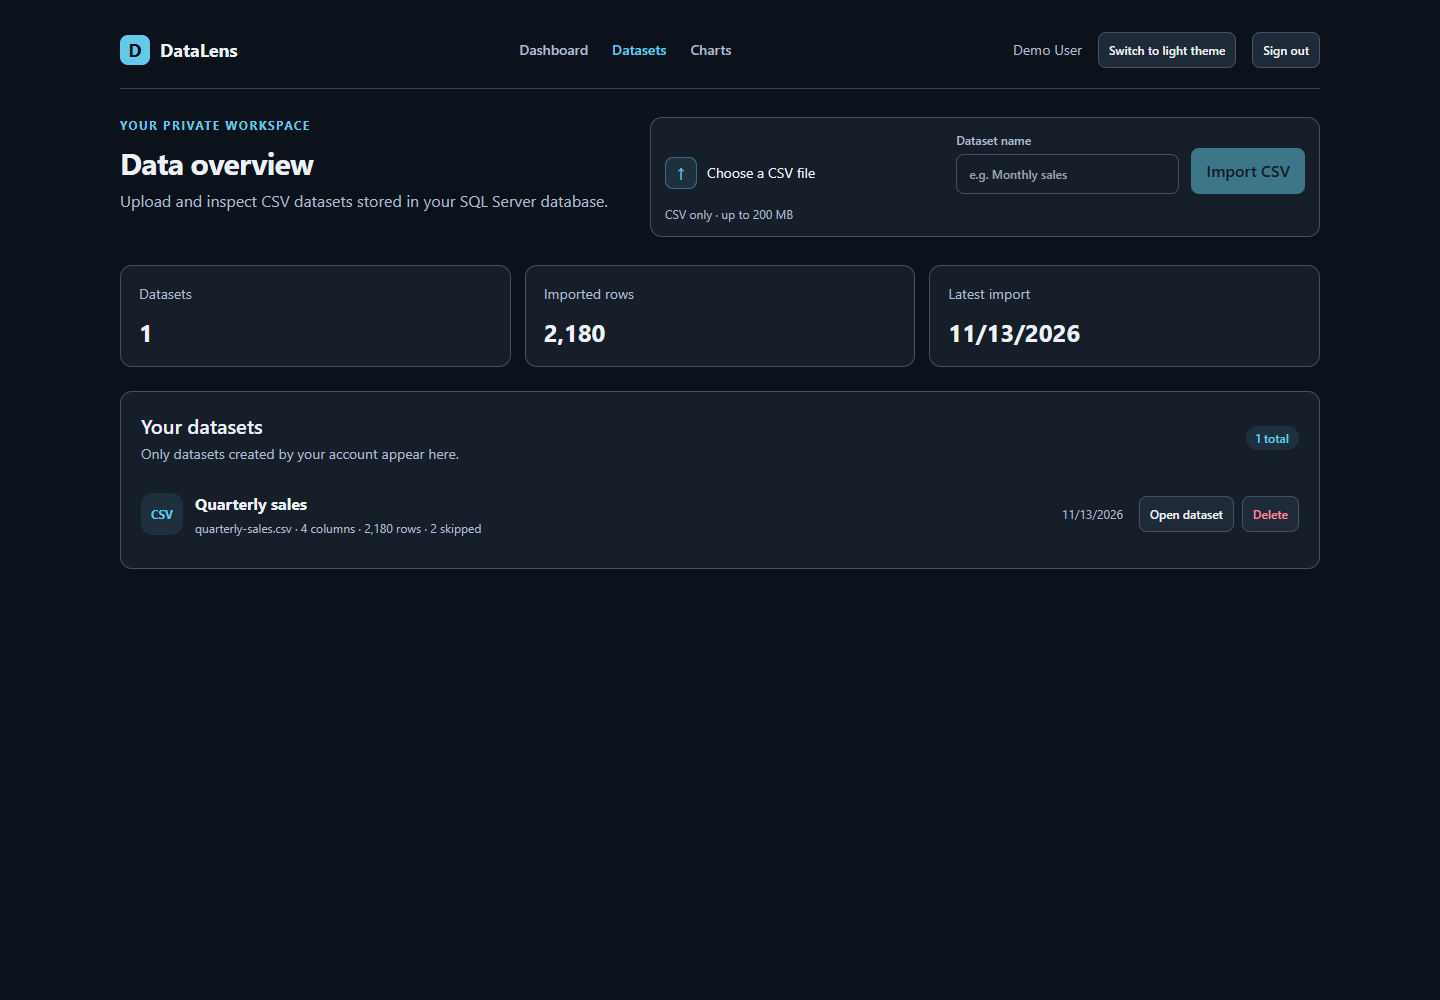 D DataLens
Dashboard Datasets Charts
Demo User
Switch to light theme
Sign out
YOUR PRIVATE WORKSPACE
Data overview
Upload and inspect CSV datasets stored in your SQL Server database.
↑ Choose a CSV file
CSV only · up to 200 MB
Dataset name
e.g. Monthly sales
Import CSV
Datasets
1
Imported rows
2,180
Latest import
11/13/2026
Your datasets
Only datasets created by your account appear here.
1 total
CSV
Quarterly sales
quarterly-sales.csv · 4 columns · 2,180 rows · 2 skipped
11/13/2026
Open dataset
Delete